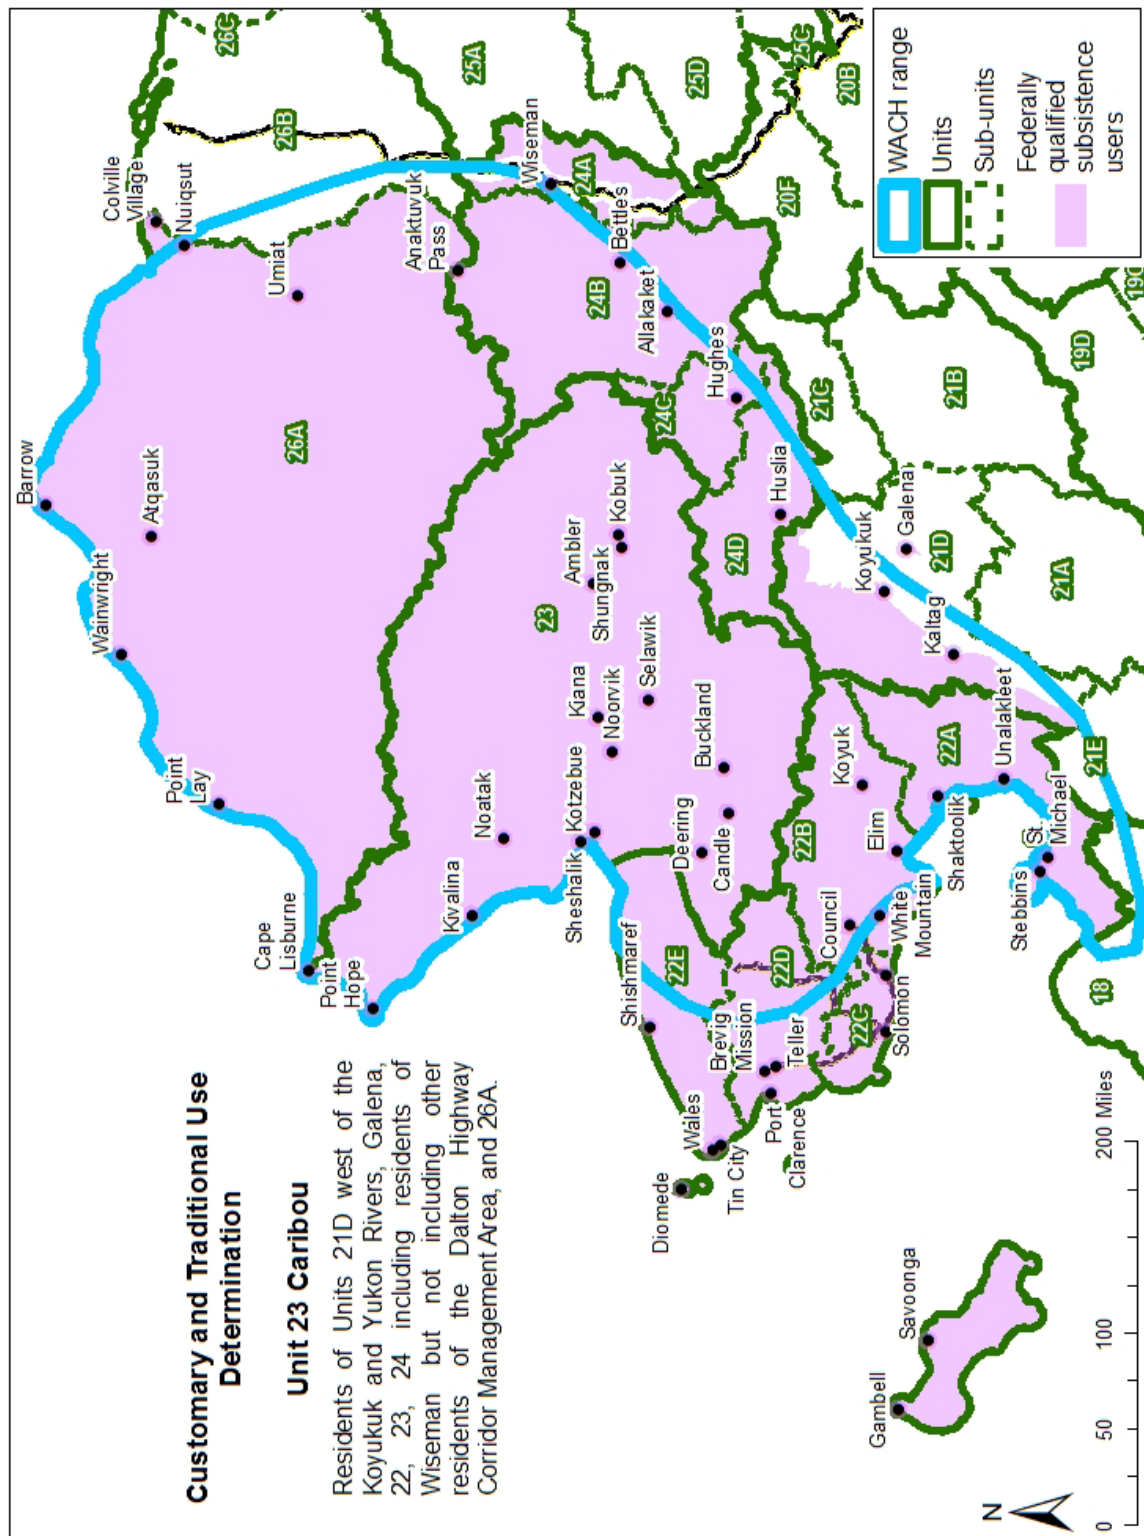 Customary and Traditional Use
Determination
Unit 23 Caribou
Residents of Units 21D west of the
Koyukuk and Yukon Rivers, Galena,
22, 23, 24 including residents of
Wiseman but not including other
residents of the Dalton Highway
Corridor Management Area, and 26A.
Barrow
Wainwright
Atqasuk
Point
Lay
Cape
Lisburne
Point
Hope
Colville
Village
Nuiqsut
Umiat
Anaktuvuk
Pass
Wiseman
Bettles
Allakaket
Hughes
Huslia
Kobuk
Ambler
Shungnak
Kiana
Noorvik
Selawik
Buckland
Noatak
Kivalina
Kotzebue
Sheshalik
Deering
Candle
Shishmaref
Koyukuk
Galena
Kaltag
Koyuk
Elim
Unalakleet
Shaktoolik
St.
Michael
Stebbins
Council
White
Mountain
Solomon
Brevig
Mission
Teller
Wales
Tin City
Port
Clarence
Diomede
Savoonga
Gambell
26C
26B
26A
25A
25D
25C
20B
20F
24A
24B
24C
24D
23
21C
21B
21D
21A
21E
19D
19C
22A
22B
22C
22D
22E
18
WACH range
Units
Sub-units
Federally
qualified
subsistence
users
N
0 50 100 200 Miles